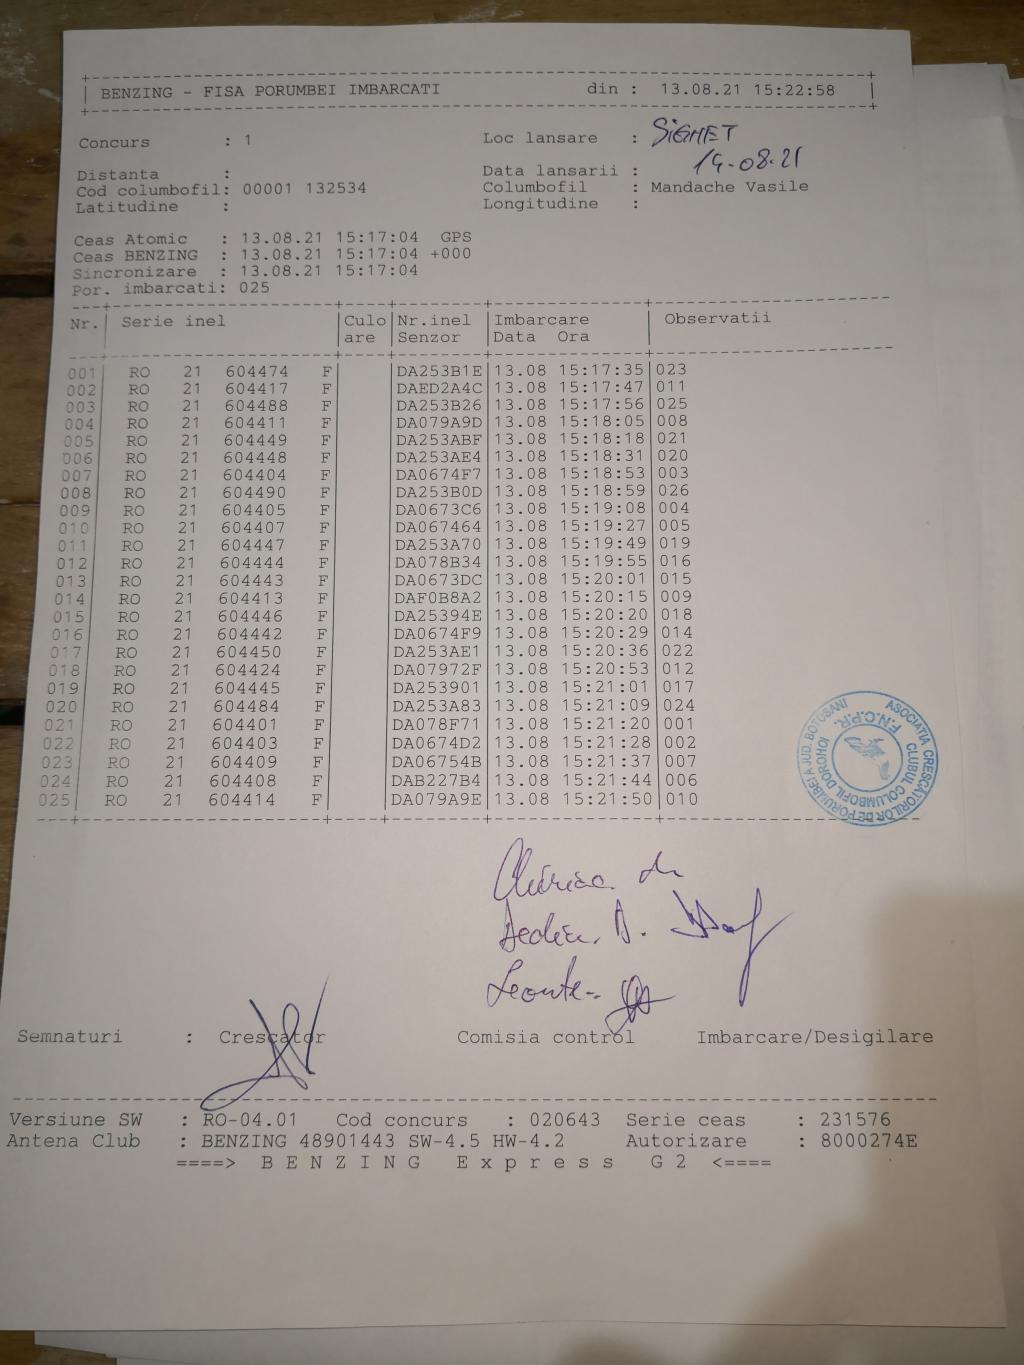 BENZING - FISA PORUMBEI IMBARCATI din : 13.08.21 15:22:58
Concurs : 1 Loc lansare : SIGHET
Distanta : Data lansarii : 14-08-21
Cod columbofil: 00001 132534 Columbofil : Mandache Vasile
Latitudine : Longitudine :
Ceas Atomic : 13.08.21 15:17:04 GPS
Ceas BENZING : 13.08.21 15:17:04 +000
Sincronizare : 13.08.21 15:17:04
Por. imbarcati: 025
Nr. Serie inel Culo Nr.inel Imbarcare Observatii
are Senzor Data Ora
001 RO 21 604474 F DA253B1E 13.08 15:17:35 023
002 RO 21 604417 F DAED2A4C 13.08 15:17:47 011
003 RO 21 604488 F DA253B26 13.08 15:17:56 025
004 RO 21 604411 F DA079A9D 13.08 15:18:05 008
005 RO 21 604449 F DA253ABF 13.08 15:18:18 021
006 RO 21 604448 F DA253AE4 13.08 15:18:31 020
007 RO 21 604404 F DA0674F7 13.08 15:18:53 003
008 RO 21 604490 F DA253B0D 13.08 15:18:59 026
009 RO 21 604405 F DA0673C6 13.08 15:19:08 004
010 RO 21 604407 F DA067464 13.08 15:19:27 005
011 RO 21 604447 F DA253A70 13.08 15:19:49 019
012 RO 21 604444 F DA078B34 13.08 15:19:55 016
013 RO 21 604443 F DA0673DC 13.08 15:20:01 015
014 RO 21 604413 F DAF0B8A2 13.08 15:20:15 009
015 RO 21 604446 F DA25394E 13.08 15:20:20 018
016 RO 21 604442 F DA0674F9 13.08 15:20:29 014
017 RO 21 604450 F DA253AE1 13.08 15:20:36 022
018 RO 21 604424 F DA07972F 13.08 15:20:53 012
019 RO 21 604445 F DA253901 13.08 15:21:01 017
020 RO 21 604484 F DA253A83 13.08 15:21:09 024
021 RO 21 604401 F DA078F71 13.08 15:21:20 001
022 RO 21 604403 F DA0674D2 13.08 15:21:28 002
023 RO 21 604409 F DA06754B 13.08 15:21:37 007
024 RO 21 604408 F DAB227B4 13.08 15:21:44 006
025 RO 21 604414 F DA079A9E 13.08 15:21:50 010
ASOCIATIA CRESCATORILOR DE PORUMBEI A JUD. BOTOSANI
CLUBUL COLUMBOFIL DOROHOI
F.N.C.P.R.
Leonte
Semnaturi : Crescator Comisia control Imbarcare/Desigilare
Versiune SW : RO-04.01 Cod concurs : 020643 Serie ceas : 231576
Antena Club : BENZING 48901443 SW-4.5 HW-4.2 Autorizare : 8000274E
====> B E N Z I N G E x p r e s s G 2 <====